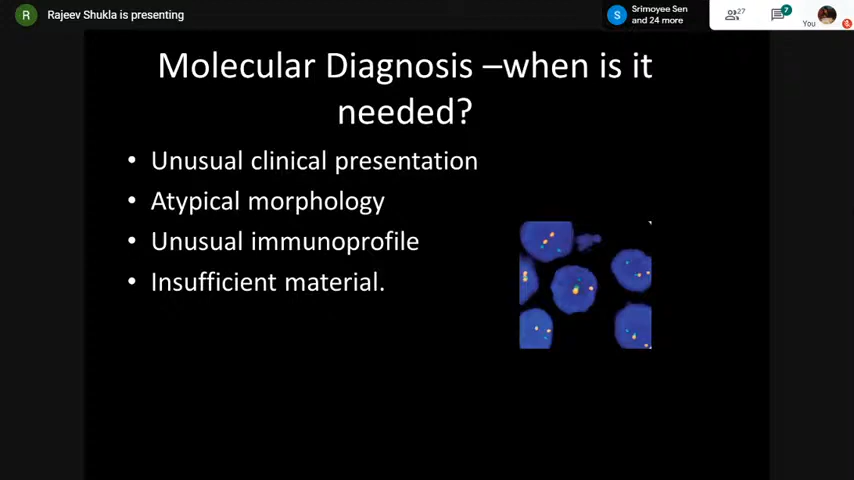 R Rajeev Shukla is presenting
S Srimoyee Sen
and 24 more
27
7
You
Molecular Diagnosis –when is it
needed?
• Unusual clinical presentation
• Atypical morphology
• Unusual immunoprofile
• Insufficient material.